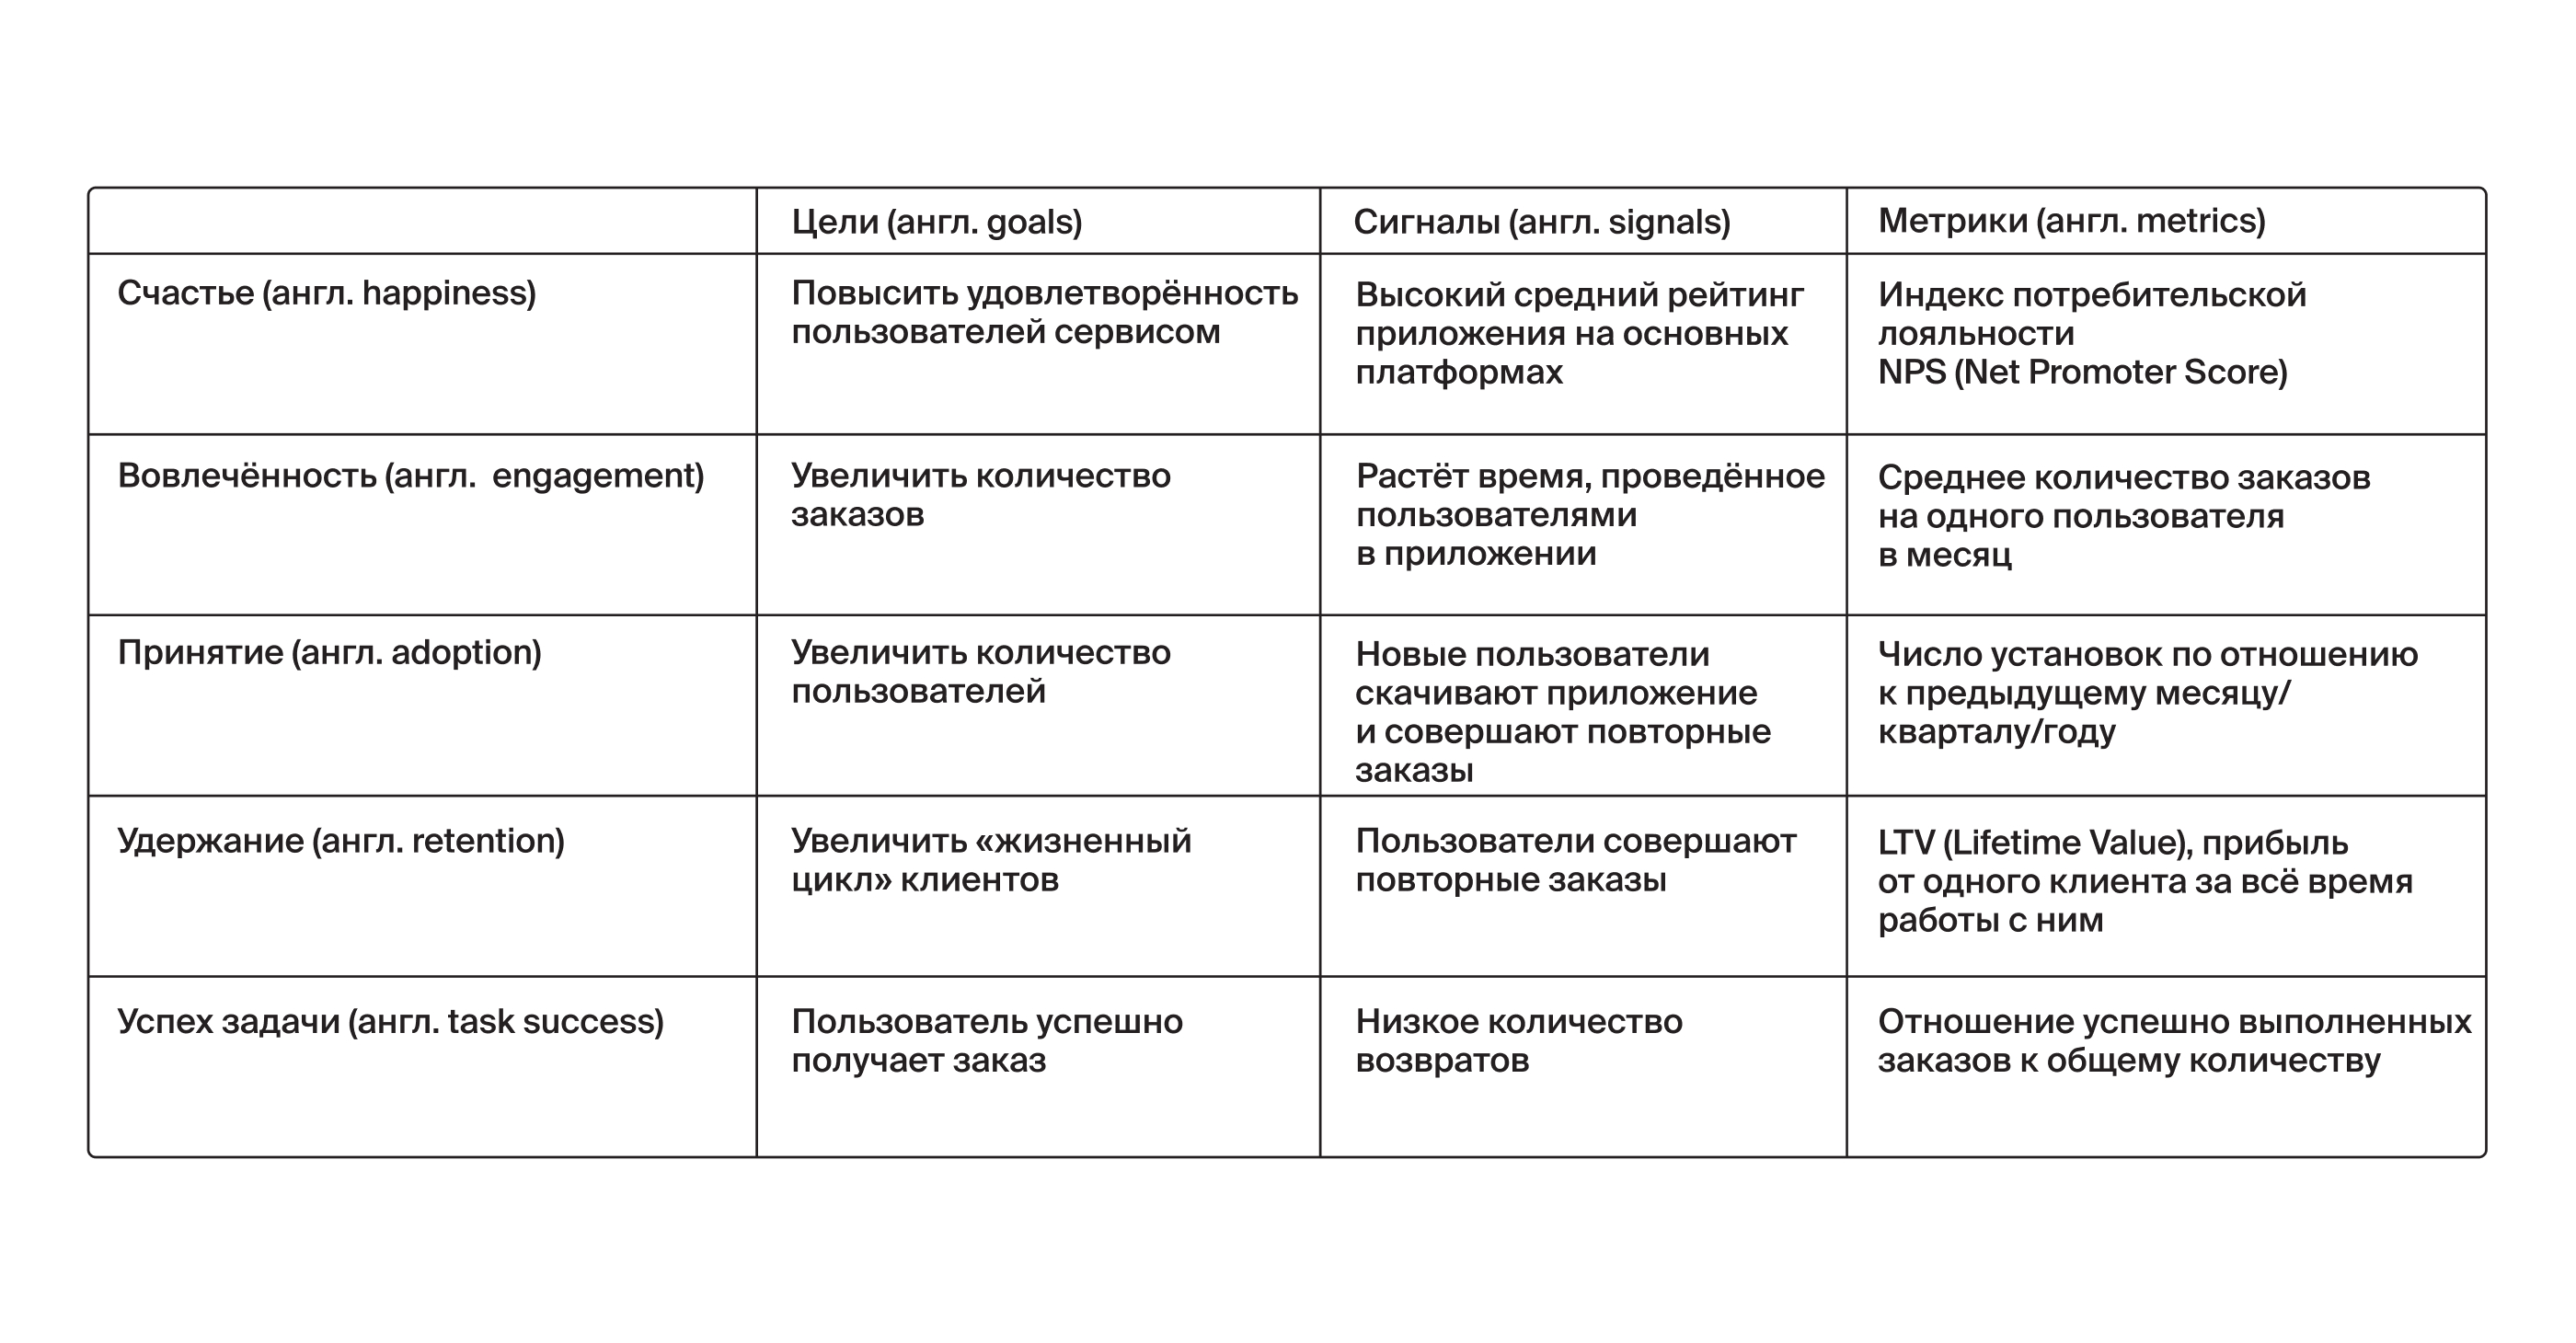 Цели (англ. goals)
Сигналы (англ. signals)
Метрики (англ. metrics)
Счастье (англ. happiness)
Повысить удовлетворённость
пользователей сервисом
Высокий средний рейтинг
приложения на основных
платформах
Индекс потребительской
лояльности
NPS (Net Promoter Score)
Вовлечённость (англ.  engagement)
Увеличить количество
заказов
Растёт время, проведённое
пользователями
в приложении
Среднее количество заказов
на одного пользователя
в месяц
Принятие (англ. adoption)
Увеличить количество
пользователей
Новые пользователи
скачивают приложение
и совершают повторные
заказы
Число установок по отношению
к предыдущему месяцу/
кварталу/году
Удержание (англ. retention)
Увеличить «жизненный
цикл» клиентов
Пользователи совершают
повторные заказы
LTV (Lifetime Value), прибыль
от одного клиента за всё время
работы с ним
Успех задачи (англ. task success)
Пользователь успешно
получает заказ
Низкое количество
возвратов
Отношение успешно выполненных
заказов к общему количеству